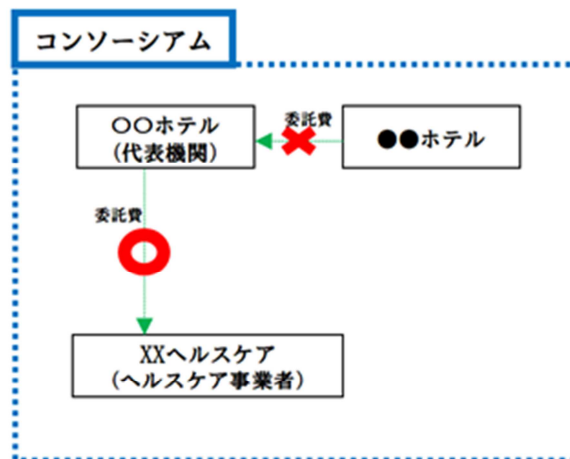 コンソーシアム
〇〇ホテル
(代表機関)
委託費
●●ホテル
委託費
XXヘルスケア
(ヘルスケア事業者)